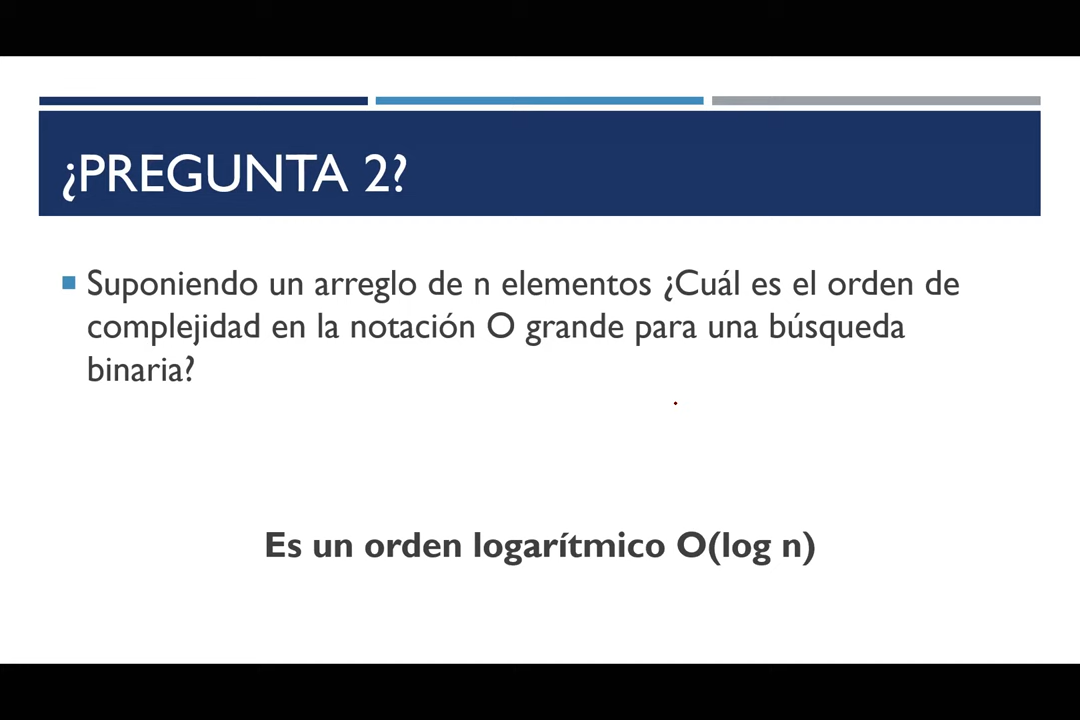 ¿PREGUNTA 2?
Suponiendo un arreglo de n elementos ¿Cuál es el orden de
complejidad en la notación O grande para una búsqueda
binaria?
Es un orden logarítmico O(log n)